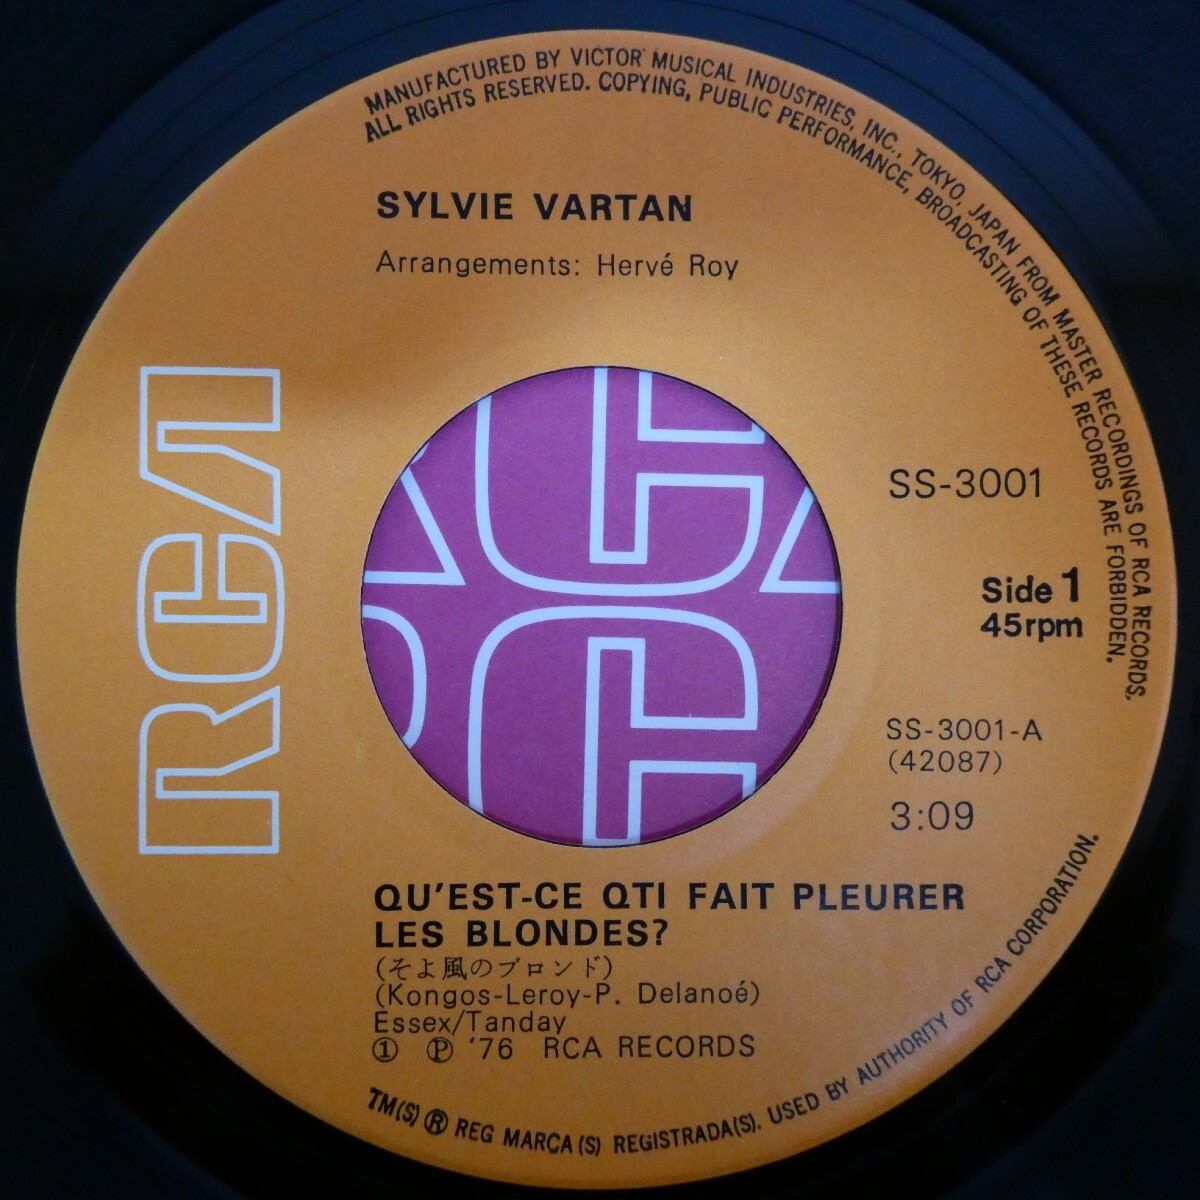 MANUFACTURED BY VICTOR MUSICAL INDUSTRIES, INC., TOKYO, JAPAN FROM MASTER RECORDINGS OF RCA RECORDS.
ALL RIGHTS RESERVED. COPYING, PUBLIC PERFORMANCE, BROADCASTING OF THESE RECORDS ARE FORBIDDEN.
SYLVIE VARTAN
Arrangements: Hervé Roy
RCA
SS-3001
Side 1
45rpm
SS-3001-A
(42087)
3:09
QU'EST-CE QTI FAIT PLEURER
LES BLONDES?
(そよ風のブロンド)
(Kongos-Leroy-P. Delanoé)
Essex/Tanday
① Ⓟ '76 RCA RECORDS
TM(S) ® REG MARCA(S) REGISTRADA(S). USED BY AUTHORITY OF RCA CORPORATION.